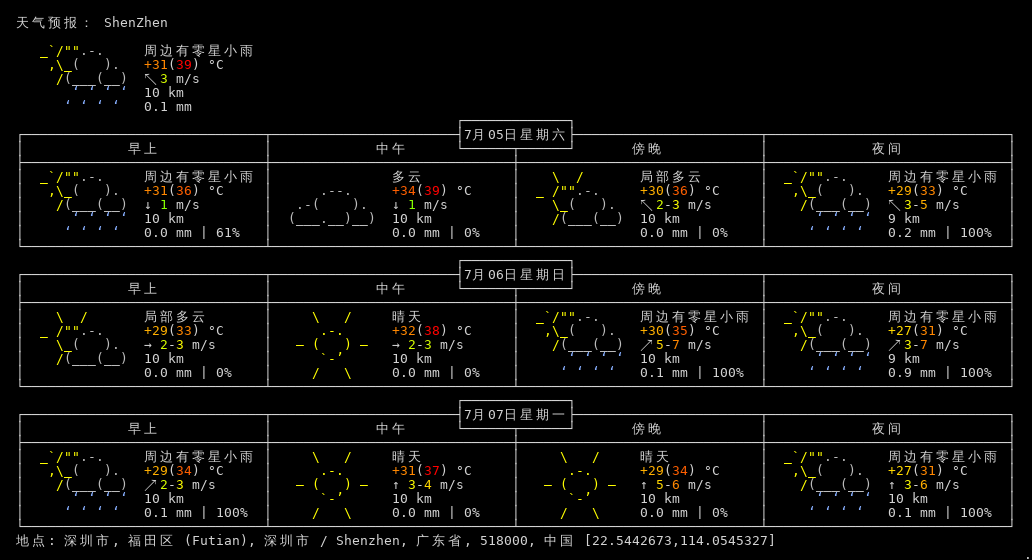 天气预报： ShenZhen
周边有零星小雨
+31(39) °C
↖ 3 m/s
10 km
0.1 mm
7月05日星期六
早上 中午 傍晚 夜间
周边有零星小雨 多云 局部多云 周边有零星小雨
+31(36) °C +34(39) °C +30(36) °C +29(33) °C
↓ 1 m/s ↓ 1 m/s ↖ 2-3 m/s ↖ 3-5 m/s
10 km 10 km 10 km 9 km
0.0 mm | 61% 0.0 mm | 0% 0.0 mm | 0% 0.2 mm | 100%
7月06日星期日
早上 中午 傍晚 夜间
局部多云 晴天 周边有零星小雨 周边有零星小雨
+29(33) °C +32(38) °C +30(35) °C +27(31) °C
→ 2-3 m/s → 2-3 m/s ↗ 5-7 m/s ↗ 3-7 m/s
10 km 10 km 10 km 9 km
0.0 mm | 0% 0.0 mm | 0% 0.1 mm | 100% 0.9 mm | 100%
7月07日星期一
早上 中午 傍晚 夜间
周边有零星小雨 晴天 晴天 周边有零星小雨
+29(34) °C +31(37) °C +29(34) °C +27(31) °C
↗ 2-3 m/s ↑ 3-4 m/s ↑ 5-6 m/s ↑ 3-6 m/s
10 km 10 km 10 km 10 km
0.1 mm | 100% 0.0 mm | 0% 0.0 mm | 0% 0.1 mm | 100%
地点: 深圳市, 福田区 (Futian), 深圳市 / Shenzhen, 广东省, 518000, 中国 [22.5442673,114.0545327]